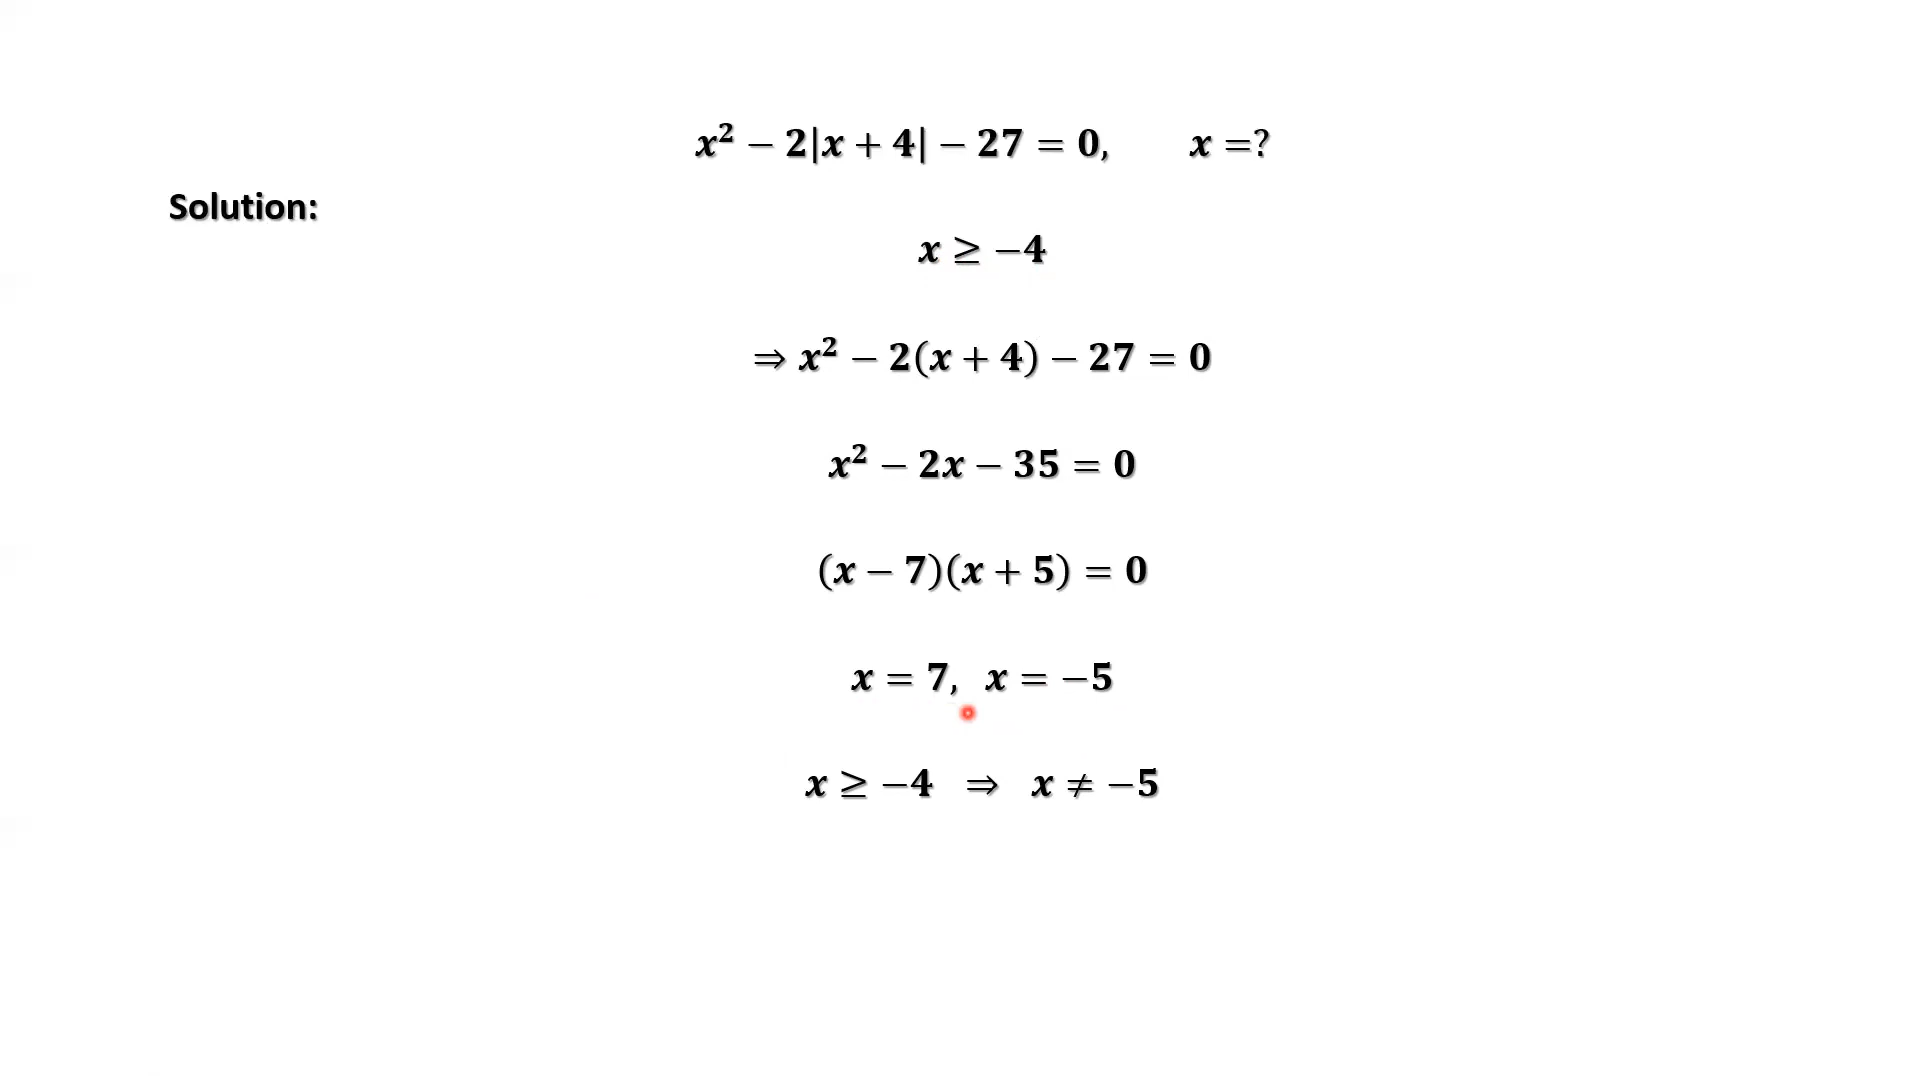 x² − 2|x + 4| − 27 = 0, x =?
Solution:
x ≥ −4
⇒ x² − 2(x + 4) − 27 = 0
x² − 2x − 35 = 0
(x − 7)(x + 5) = 0
x = 7, x = −5
x ≥ −4 ⇒ x ≠ −5